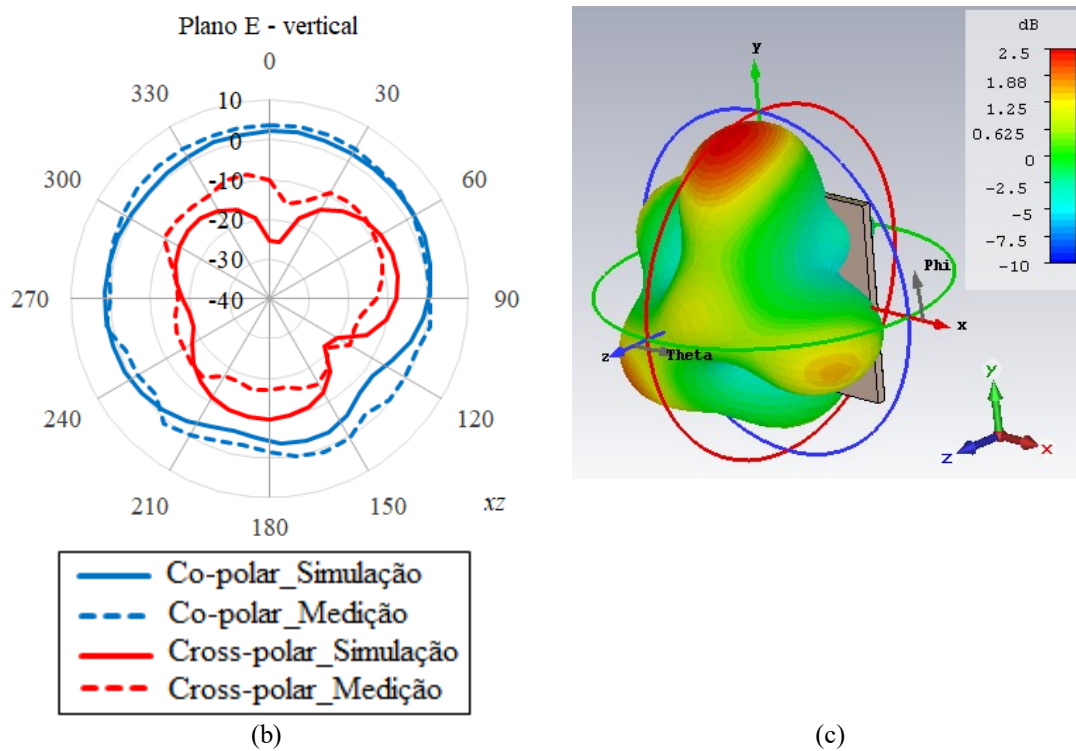 Plano E - vertical
0
330
30
10
0
300
60
-10
-20
-30
270
-40
90
240
120
210
150
xz
180
Co-polar_Simulação
Co-polar_Medição
Cross-polar_Simulação
Cross-polar_Medição
(b)
dB
2.5
1.88
1.25
0.625
0
-2.5
-5
-7.5
-10
y
Phi
x
z
Theta
y
z
x
(c)